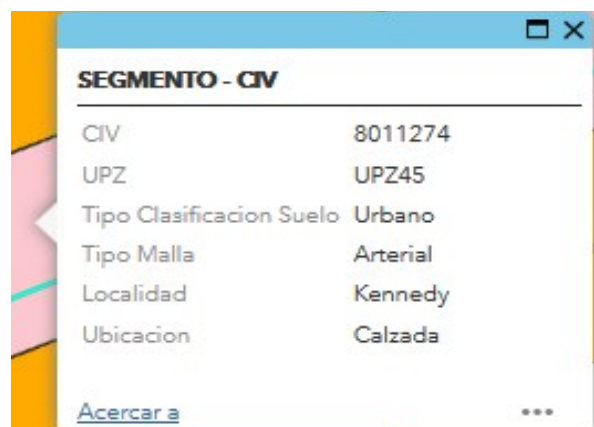 SEGMENTO - CIV
CIV 8011274
UPZ UPZ45
Tipo Clasificacion Suelo Urbano
Tipo Malla Arterial
Localidad Kennedy
Ubicacion Calzada
Acercar a